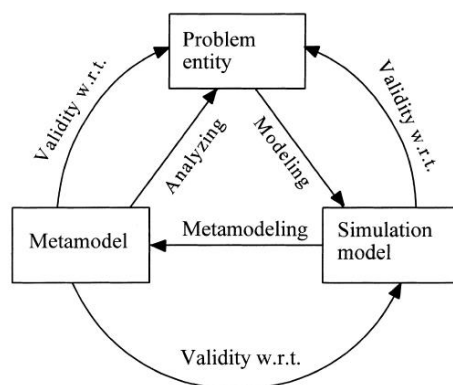 Problem
entity
Validity w.r.t.
Validity w.r.t.
Analyzing
Modeling
Metamodel
Metamodeling
Simulation
model
Validity w.r.t.